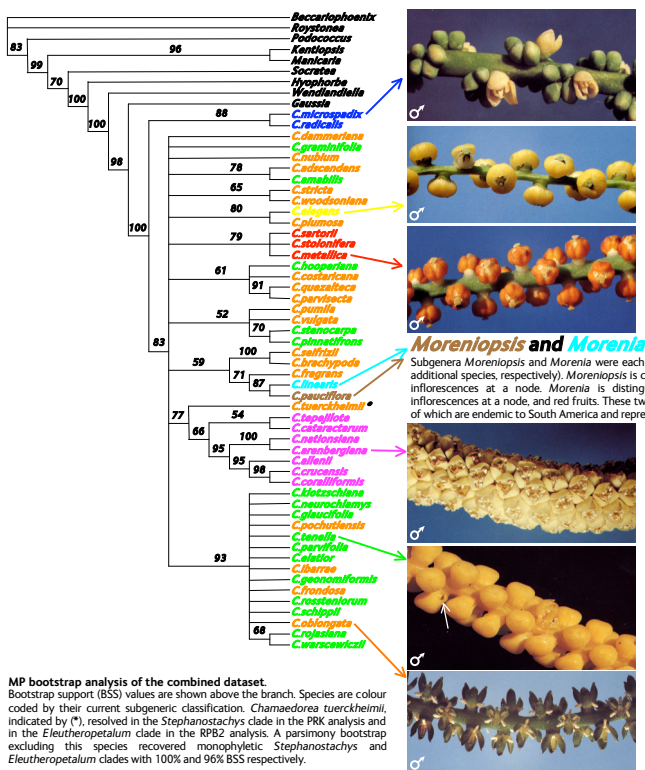 Beccariophoenix
Roystonea
83
Podococcus
99
96
Kentiopsis
Manicaria
70
Socratea
100
Hyophorbe
100
Wendlandiella
98
Gaussia
88
C.microspadix
C.radicalis
100
C.dammeriana
C.graminifolia
C.nubium
78
C.adscandens
C.amabilis
65
C.stricta
C.woodsoniana
80
C.elegans
C.plumosa
79
C.sartorii
C.stolonifera
C.metallica
61
C.hooperiana
C.costaricana
91
C.quezalteca
C.parvisecta
83
52
C.pumila
C.vulgata
70
C.stanocarpa
C.pinnatifrons
59
100
C.seifrizii
C.brachypoda
71
C.fragrans
87
C.linearis
C.pauciflora
77
C.tuerckheimii *
66
54
C.tepejilote
C.cataractarum
95
100
C.nationsiana
C.arenbergiana
95
C.allenii
98
C.crucensis
C.coralliformis
93
C.klotzschiana
C.neurochlamys
C.glaucifolia
C.pochutlensis
C.tenella
C.parvifolia
C.elatior
C.ibarrae
C.geonomiformis
C.frondosa
C.rossteniorum
C.schippii
C.oblongata
68
C.rojasiana
C.warscewiczii
♂
♂
♂
Moreniopsis and Morenia
Subgenera Moreniopsis and Morenia were each
additional species, respectively). Moreniopsis is c
inflorescences at a node. Morenia is disting
inflorescences at a node, and red fruits. These tw
of which are endemic to South America and repre
♂
♂
♂
MP bootstrap analysis of the combined dataset.
Bootstrap support (BSS) values are shown above the branch. Species are colour
coded by their current subgeneric classification. Chamaedorea tuerckheimii,
indicated by (*), resolved in the Stephanostachys clade in the PRK analysis and
in the Eleutheropetalum clade in the RPB2 analysis. A parsimony bootstrap
excluding this species recovered monophyletic Stephanostachys and
Eleutheropetalum clades with 100% and 96% BSS respectively.